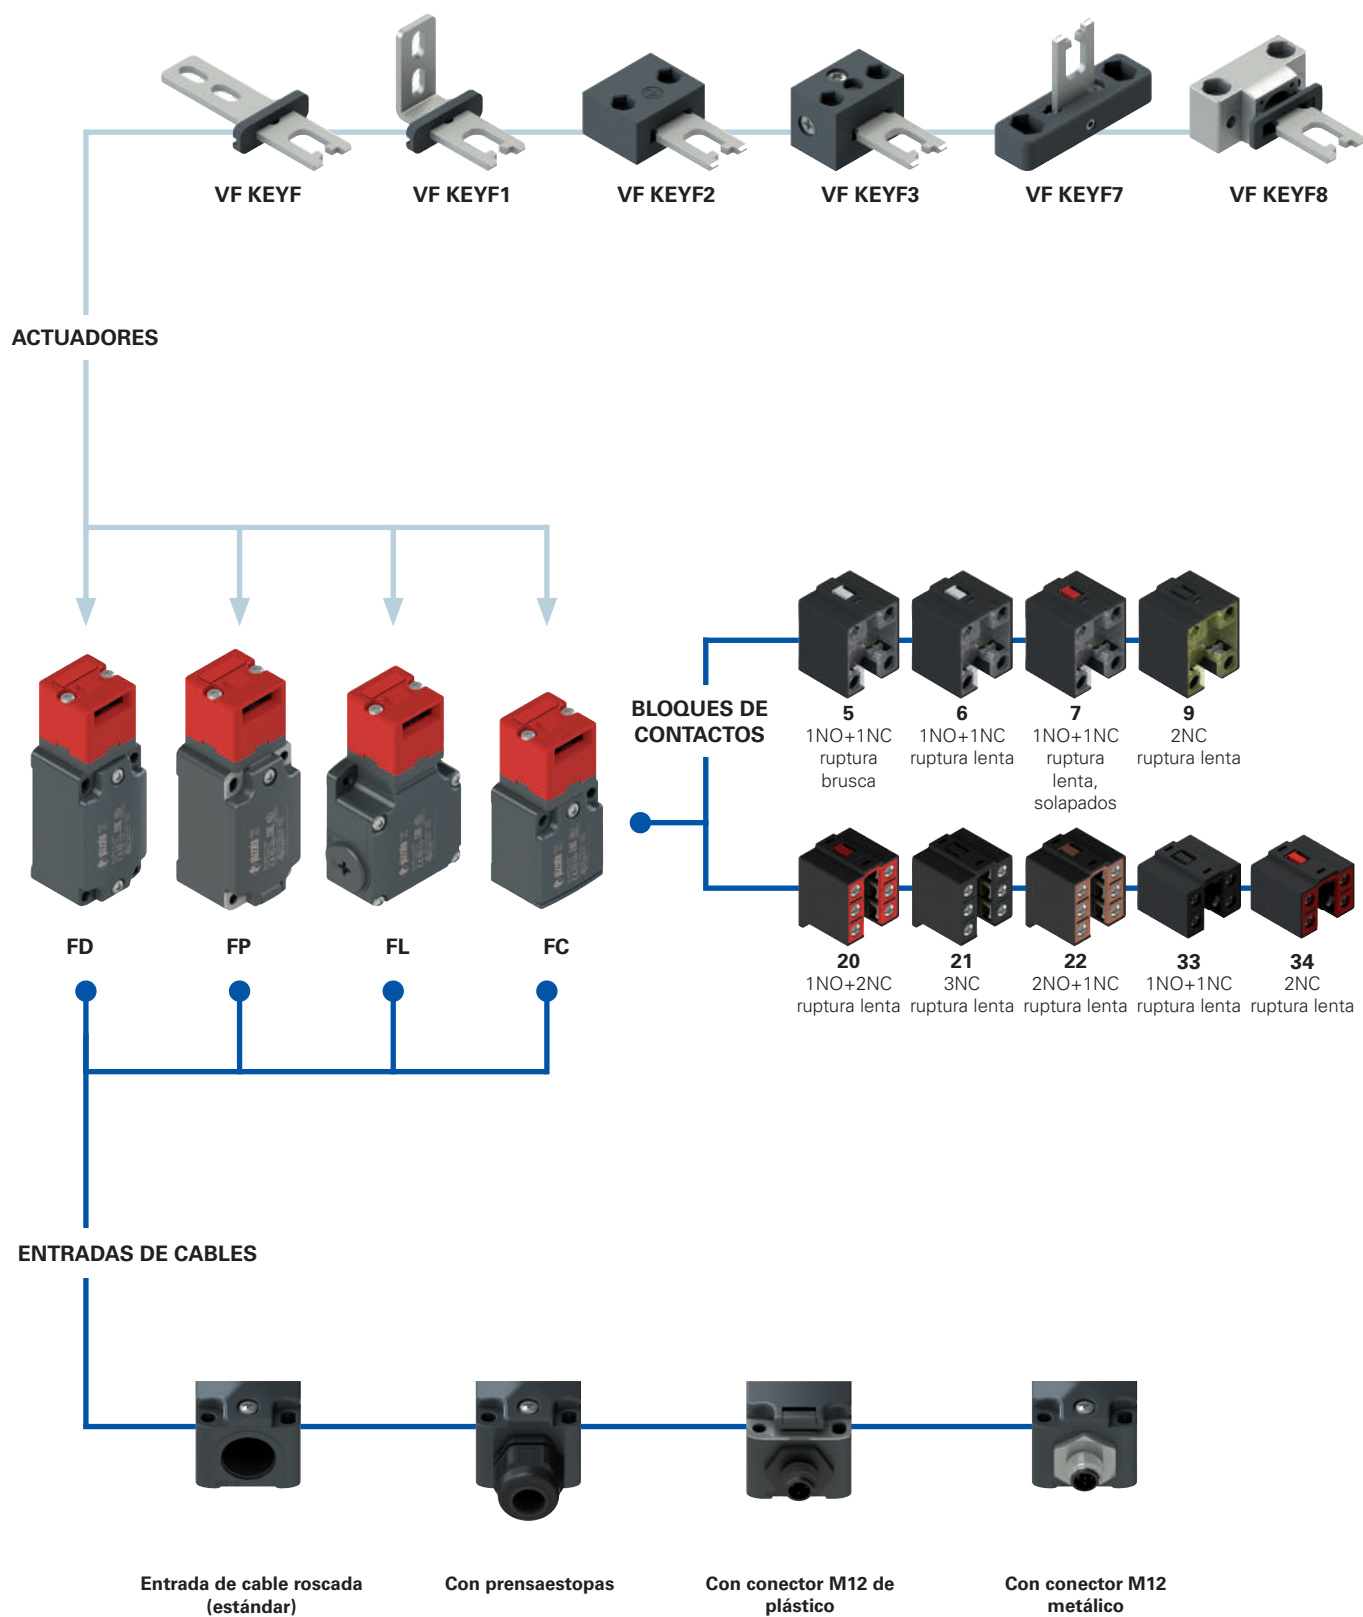 VF KEYF
VF KEYF1
VF KEYF2
VF KEYF3
VF KEYF7
VF KEYF8
ACTUADORES
BLOQUES DE
CONTACTOS
5
1NO+1NC
ruptura
brusca
6
1NO+1NC
ruptura lenta
7
1NO+1NC
ruptura
lenta,
solapados
9
2NC
ruptura lenta
20
1NO+2NC
ruptura lenta
21
3NC
ruptura lenta
22
2NO+1NC
ruptura lenta
33
1NO+1NC
ruptura lenta
34
2NC
ruptura lenta
pizzato
pizzato
pizzato
pizzato
FD
FP
FL
FC
ENTRADAS DE CABLES
Entrada de cable roscada
(estándar)
Con prensaestopas
Con conector M12 de
plástico
Con conector M12
metálico